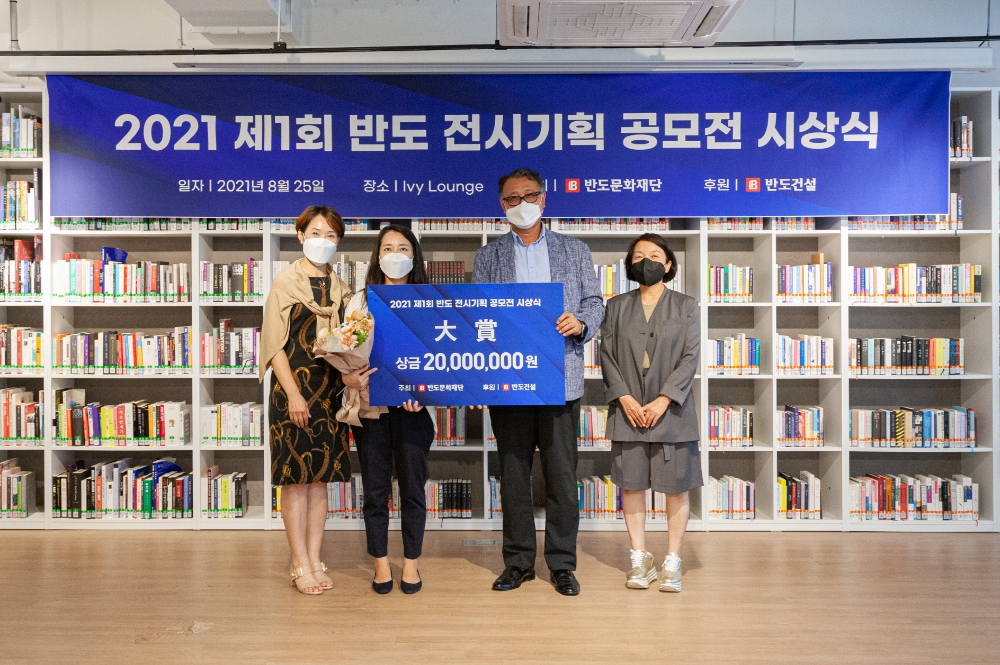 2021 제1회 반도 전시기획 공모전 시상식
일자 | 2021년 8월 25일 장소 | Ivy Lounge | B 반도문화재단 후원 | B 반도건설
2021 제1회 반도 전시기획 공모전 시상식
大賞
상금 20,000,000원
주최 | B 반도문화재단 후원 | B 반도건설